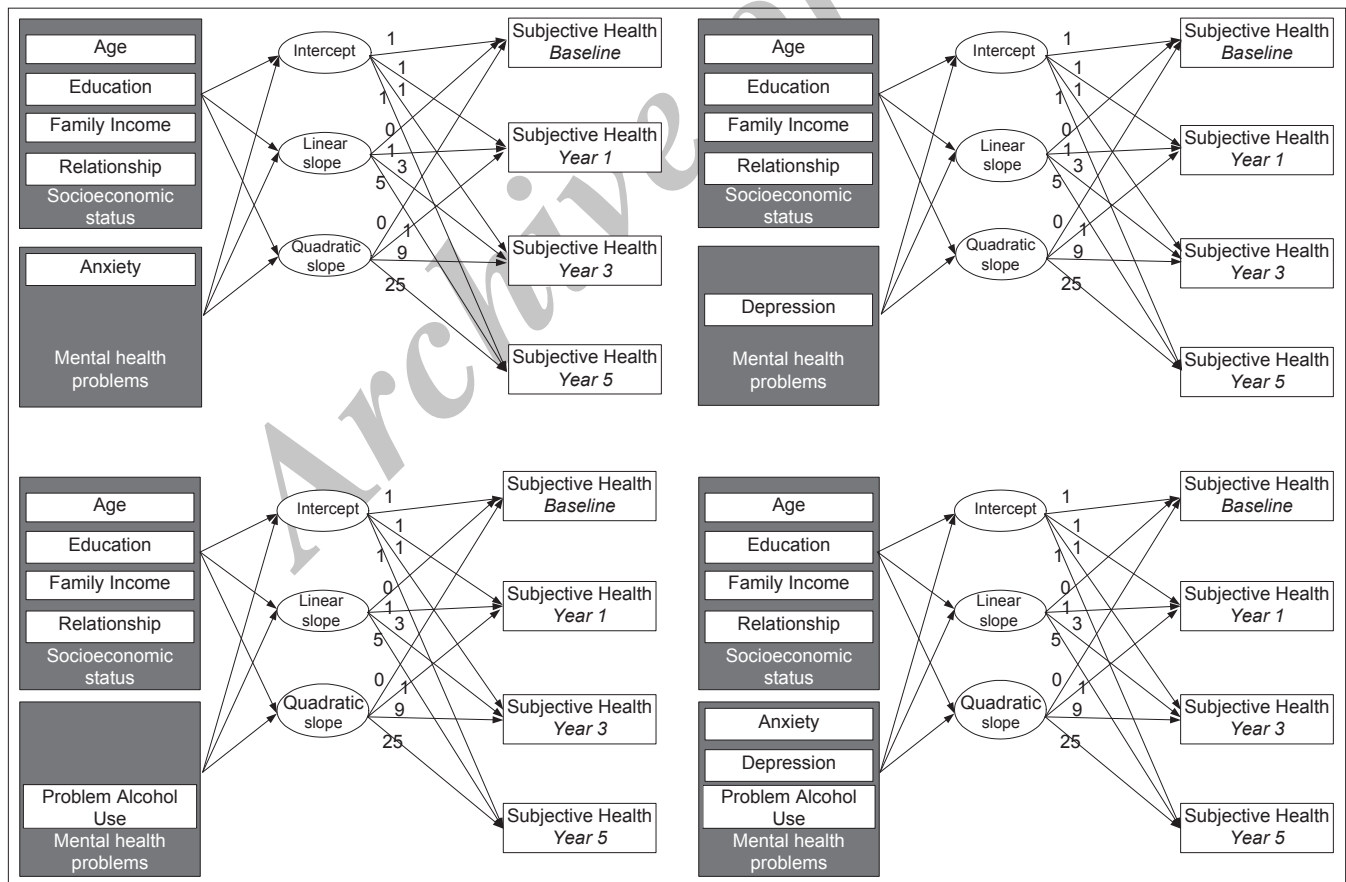 Age
Education
Family Income
Relationship
Socioeconomic
status
Anxiety
Mental health
problems
Intercept
Linear
slope
Quadratic
slope
1
1
1
1
0
1
3
5
0
1
9
25
Subjective Health
Baseline
Subjective Health
Year 1
Subjective Health
Year 3
Subjective Health
Year 5
Age
Education
Family Income
Relationship
Socioeconomic
status
Depression
Mental health
problems
Intercept
Linear
slope
Quadratic
slope
1
1
1
1
0
1
3
5
0
1
9
25
Subjective Health
Baseline
Subjective Health
Year 1
Subjective Health
Year 3
Subjective Health
Year 5
Age
Education
Family Income
Relationship
Socioeconomic
status
Problem Alcohol
Use
Mental health
problems
Intercept
Linear
slope
Quadratic
slope
1
1
1
1
0
1
3
5
0
1
9
25
Subjective Health
Baseline
Subjective Health
Year 1
Subjective Health
Year 3
Subjective Health
Year 5
Age
Education
Family Income
Relationship
Socioeconomic
status
Anxiety
Depression
Problem Alcohol
Use
Mental health
problems
Intercept
Linear
slope
Quadratic
slope
1
1
1
1
0
1
3
5
0
1
9
25
Subjective Health
Baseline
Subjective Health
Year 1
Subjective Health
Year 3
Subjective Health
Year 5
Archive